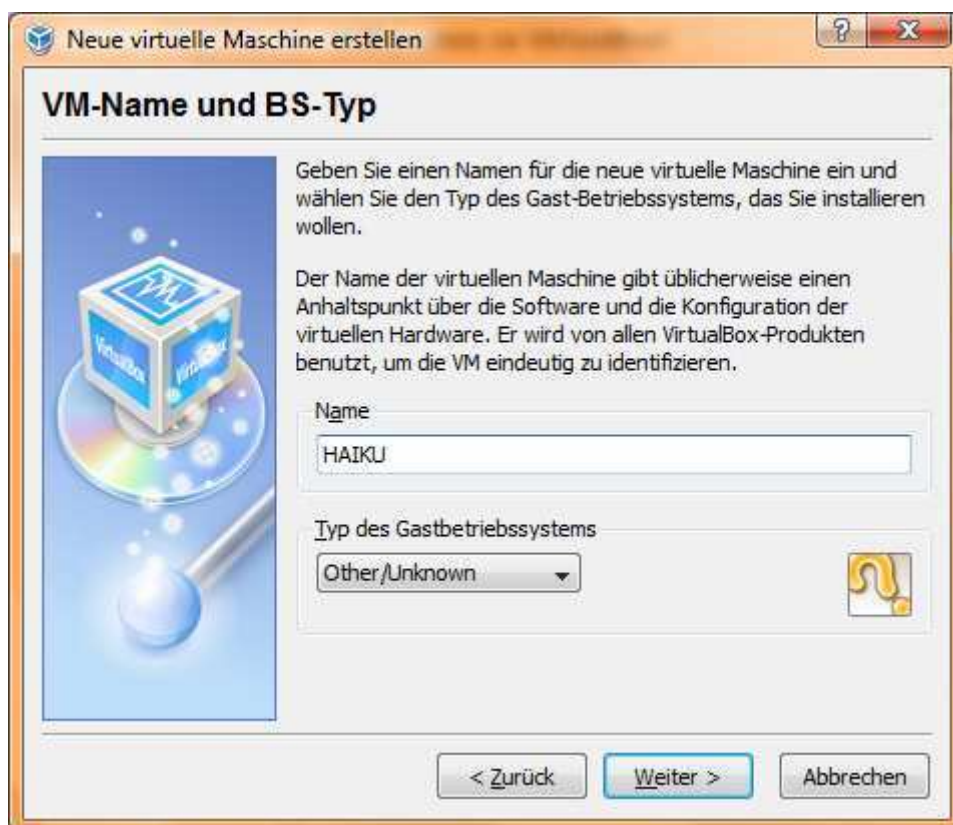 Neue virtuelle Maschine erstellen
VM-Name und BS-Typ
Geben Sie einen Namen für die neue virtuelle Maschine ein und
wählen Sie den Typ des Gast-Betriebssystems, das Sie installieren
wollen.
Der Name der virtuellen Maschine gibt üblicherweise einen
Anhaltspunkt über die Software und die Konfiguration der
virtuellen Hardware. Er wird von allen VirtualBox-Produkten
benutzt, um die VM eindeutig zu identifizieren.
VM
VirtualBox
Name
HAIKU
Typ des Gastbetriebssystems
Other/Unknown
< Zurück
Weiter >
Abbrechen